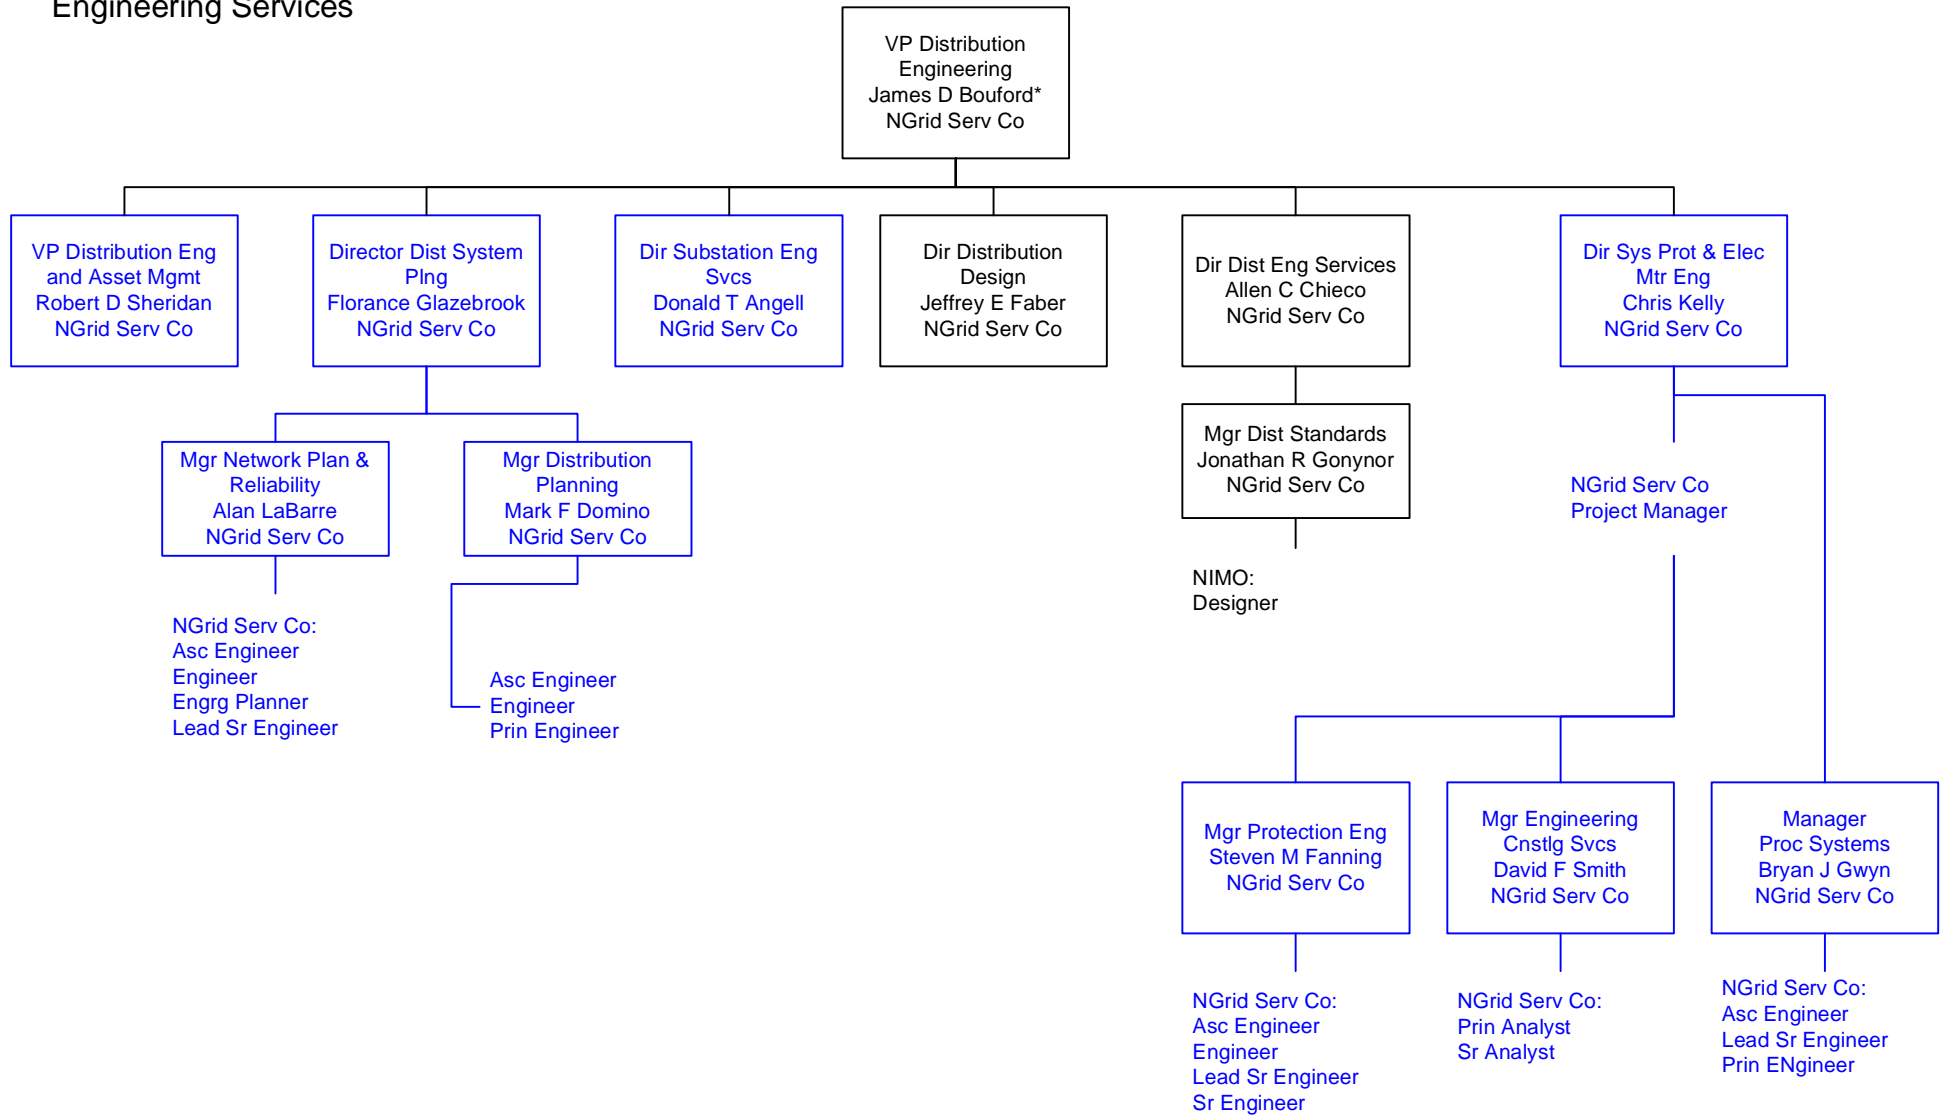 Engineering Services
VP Distribution
Engineering
James D Bouford*
NGrid Serv Co
VP Distribution Eng
and Asset Mgmt
Robert D Sheridan
NGrid Serv Co
Director Dist System
Plng
Florance Glazebrook
NGrid Serv Co
Dir Substation Eng
Svcs
Donald T Angell
NGrid Serv Co
Dir Distribution
Design
Jeffrey E Faber
NGrid Serv Co
Dir Dist Eng Services
Allen C Chieco
NGrid Serv Co
Dir Sys Prot & Elec
Mtr Eng
Chris Kelly
NGrid Serv Co
Mgr Network Plan &
Reliability
Alan LaBarre
NGrid Serv Co
Mgr Distribution
Planning
Mark F Domino
NGrid Serv Co
Mgr Dist Standards
Jonathan R Gonynor
NGrid Serv Co
NGrid Serv Co
Project Manager
NIMO:
Designer
NGrid Serv Co:
Asc Engineer
Engineer
Engrg Planner
Lead Sr Engineer
Asc Engineer
Engineer
Prin Engineer
Mgr Protection Eng
Steven M Fanning
NGrid Serv Co
Mgr Engineering
Cnstlg Svcs
David F Smith
NGrid Serv Co
Manager
Proc Systems
Bryan J Gwyn
NGrid Serv Co
NGrid Serv Co:
Asc Engineer
Engineer
Lead Sr Engineer
Sr Engineer
NGrid Serv Co:
Prin Analyst
Sr Analyst
NGrid Serv Co:
Asc Engineer
Lead Sr Engineer
Prin ENgineer